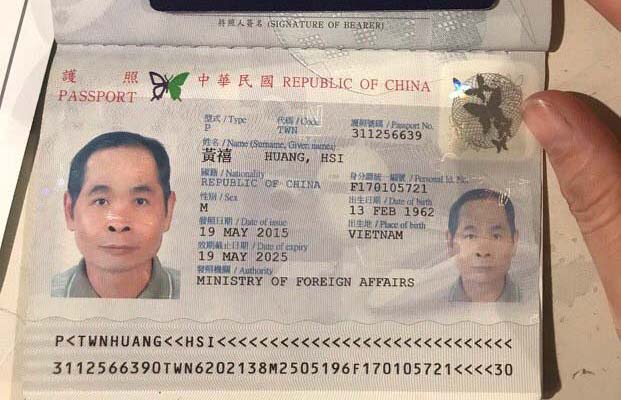 持照人簽名 (SIGNATURE OF BEARER)
護 照 中華民國 REPUBLIC OF CHINA
PASSPORT
型式/ Type 代碼/ Code 護照號碼/ Passport No.
P TWN 311256639
姓名/ Name (Surname, Given names)
黃禧 HUANG, HSI
國籍/ Nationality 身分證統一編號/ Personal Id. No.
REPUBLIC OF CHINA F170105721
性別/ Sex 出生日期/ Date of birth
M 13 FEB 1962
發照日期/ Date of issue 出生地/ Place of birth
19 MAY 2015 VIETNAM
效期截止日期/ Date of expiry
19 MAY 2025
發照機關/ Authority
MINISTRY OF FOREIGN AFFAIRS
P<TWNHUANG<<HSI<<<<<<<<<<<<<<<<<<<<<<<<<<<<<
3112566390TWN6202138M2505196F170105721<<<<30